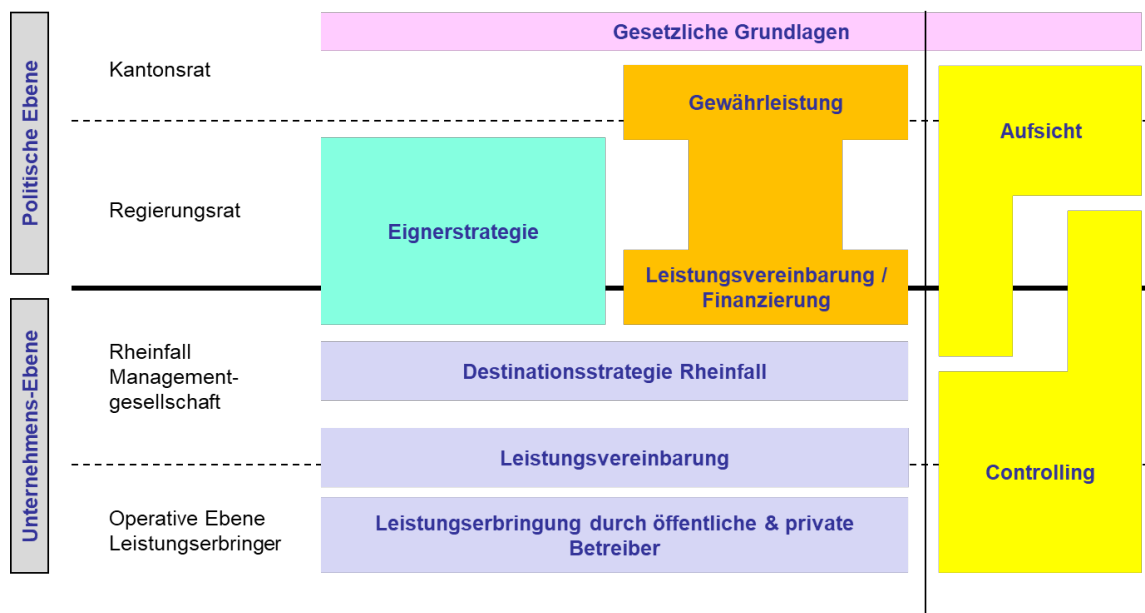 Politische Ebene
Gesetzliche Grundlagen
Kantonsrat
Gewährleistung
Aufsicht
Regierungsrat
Eignerstrategie
Leistungsvereinbarung /
Finanzierung
Unternehmens-Ebene
Rheinfall
Management-
gesellschaft
Destinationsstrategie Rheinfall
Leistungsvereinbarung
Controlling
Operative Ebene
Leistungserbringer
Leistungserbringung durch öffentliche & private
Betreiber